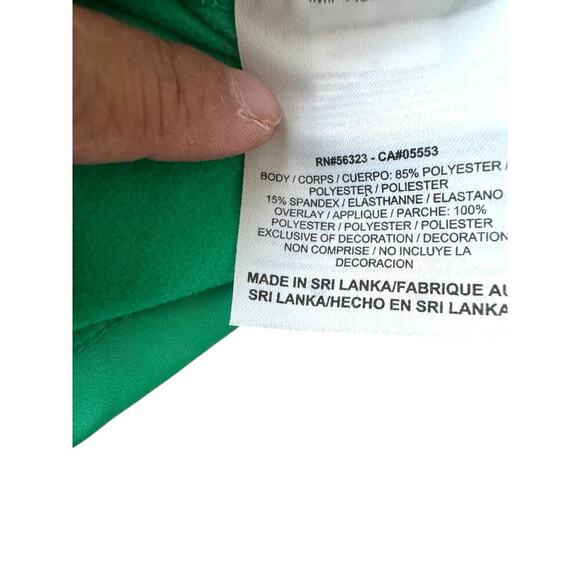 RN#56323 - CA#05553
BODY / CORPS / CUERPO: 85% POLYESTER /
POLYESTER / POLIESTER
15% SPANDEX / ELASTHANNE / ELASTANO
OVERLAY / APPLIQUE / PARCHE: 100%
POLYESTER / POLYESTER / POLIESTER
EXCLUSIVE OF DECORATION / DECORATION
NON COMPRISE / NO INCLUYE LA
DECORACION
MADE IN SRI LANKA/FABRIQUE AU
SRI LANKA/HECHO EN SRI LANKA